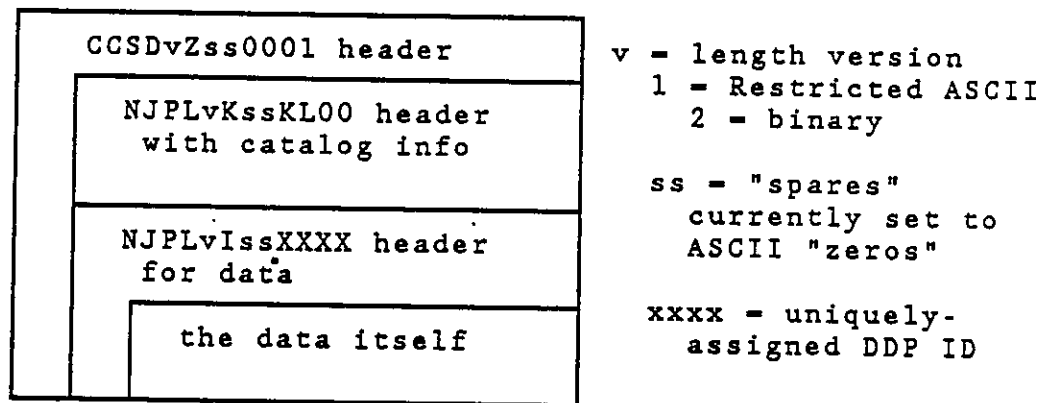 CCSDvZss0001 header
NJPLvKssKL00 header
with catalog info
NJPLvIssXXXX header
for data
the data itself
v = length version
1 = Restricted ASCII
2 = binary
ss = "spares"
currently set to
ASCII "zeros"
xxxx = uniquely-
assigned DDP ID